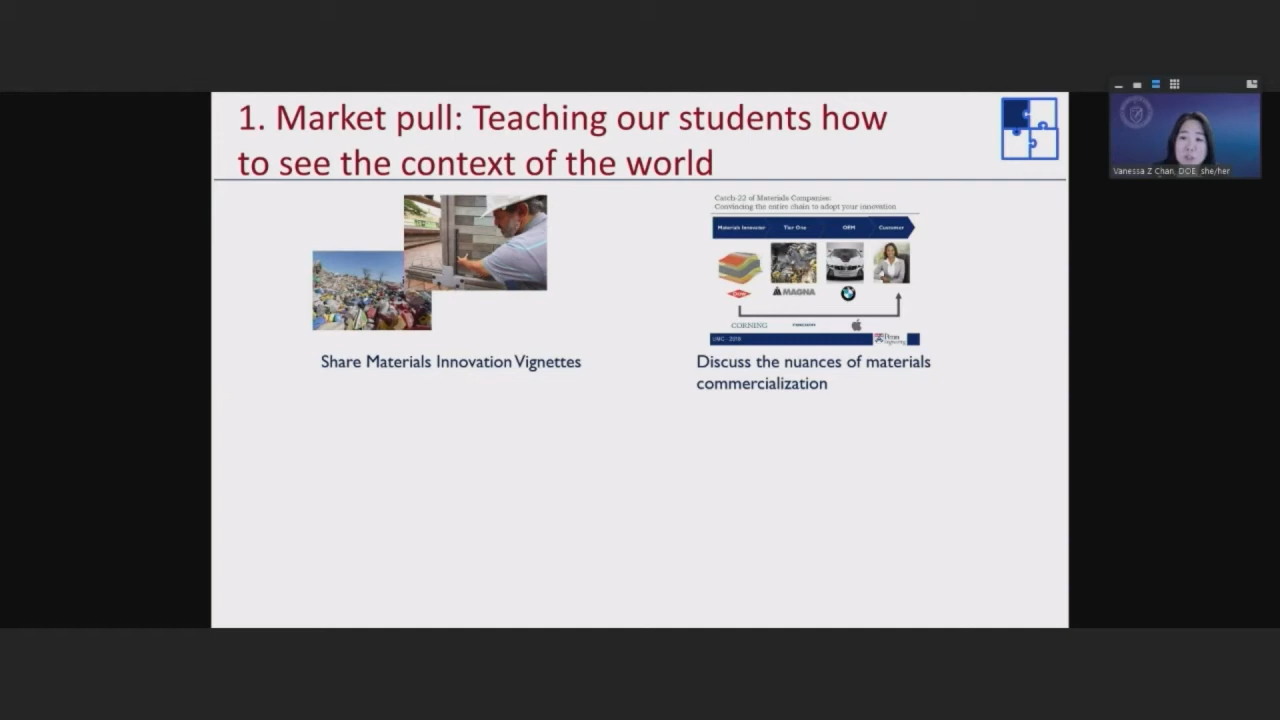 1. Market pull: Teaching our students how
to see the context of the world
Vanessa Z Chan, DOE, she/her
Catch-22 of Materials Companies:
Convincing the entire chain to adopt your innovation
Materials Innovator
Tier One
OEM
Customer
MAGNA
CORNING
UNC - 2019
Penn
Engineering
Share Materials Innovation Vignettes
Discuss the nuances of materials
commercialization